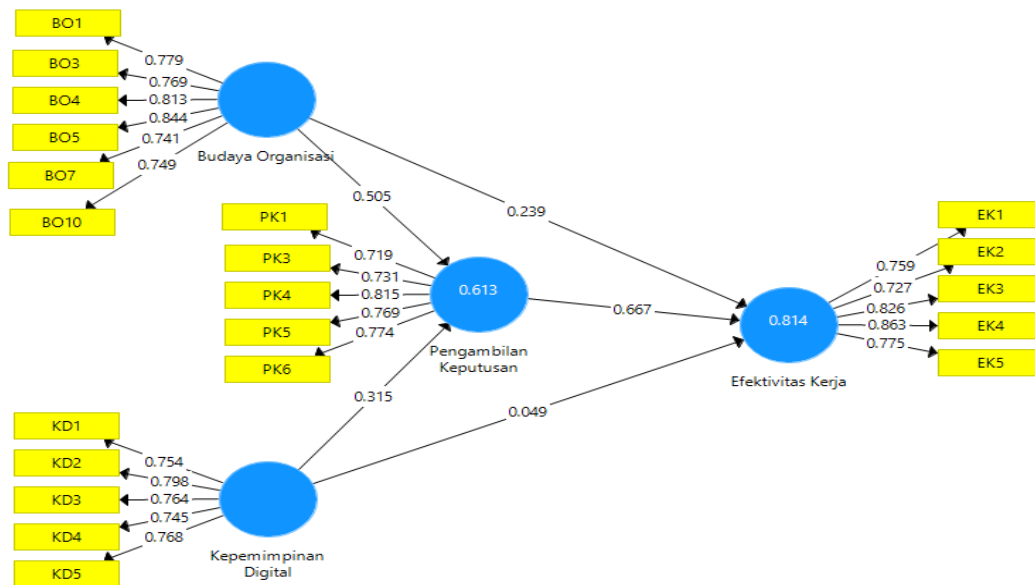 BO1
0.779
BO3
0.769
BO4
0.813
BO5
0.844
BO7
0.741
BO10
0.749
Budaya Organisasi
0.505
0.239
PK1
0.719
PK3
0.731
PK4
0.815
PK5
0.769
PK6
0.774
0.613
Pengambilan
Keputusan
0.667
0.315
0.049
EK1
0.759
EK2
0.727
EK3
0.826
EK4
0.863
EK5
0.775
0.814
Efektivitas Kerja
KD1
0.754
KD2
0.798
KD3
0.764
KD4
0.745
KD5
0.768
Kepemimpinan
Digital